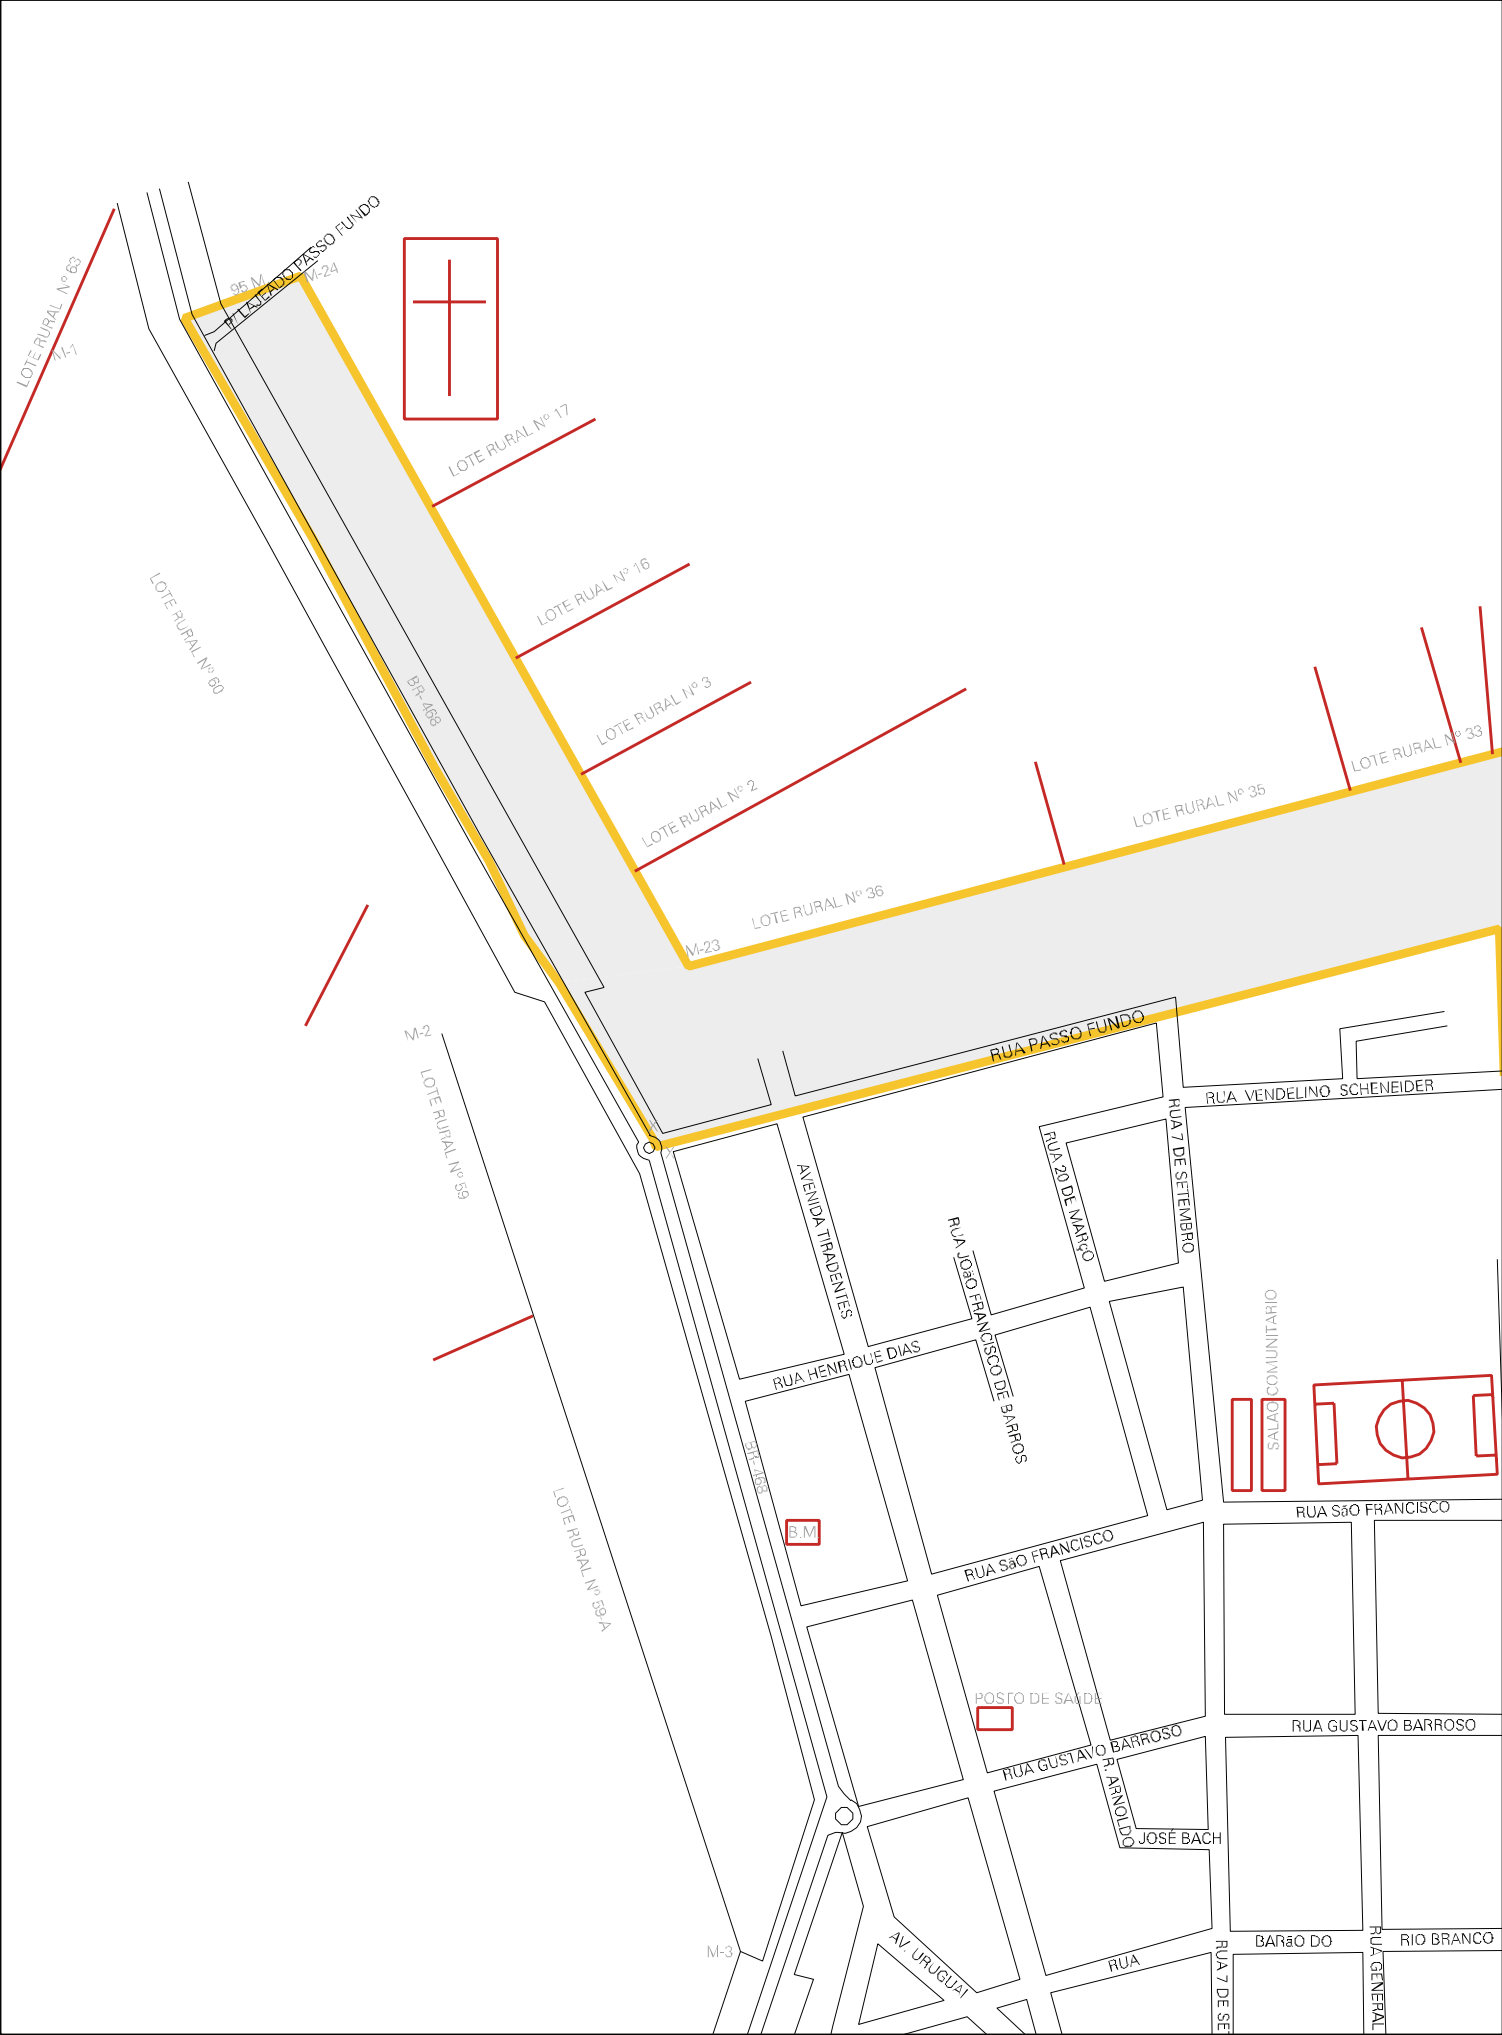 LOTE RURAL Nº 63
M-1
95 M
Pº LAJEADO PASSO FUNDO
M-24
LOTE RURAL Nº 17
LOTE RUAL Nº 16
LOTE RURAL Nº 60
BR-468
LOTE RURAL Nº 3
LOTE RURAL Nº 2
LOTE RURAL Nº 33
LOTE RURAL Nº 35
LOTE RURAL Nº 36
M-23
M-2
RUA PASSO FUNDO
LOTE RURAL Nº 59
RUA VENDELINO SCHENEIDER
RUA 7 DE SETEMBRO
RUA 20 DE MARçO
AVENIDA TIRADENTES
RUA JOãO FRANCISCO DE BARROS
RUA HENRIQUE DIAS
SALAO COMUNITARIO
BR-468
B.M.
RUA SãO FRANCISCO
RUA SãO FRANCISCO
LOTE RURAL Nº 59-A
POSTO DE SAúDE
RUA GUSTAVO BARROSO
RUA GUSTAVO BARROSO
R. ARNOLDO
JOSÉ BACH
M-3
AV. URUGUAI
RUA
BARãO DO
RIO BRANCO
RUA 7 DE SE
RUA GENERAL